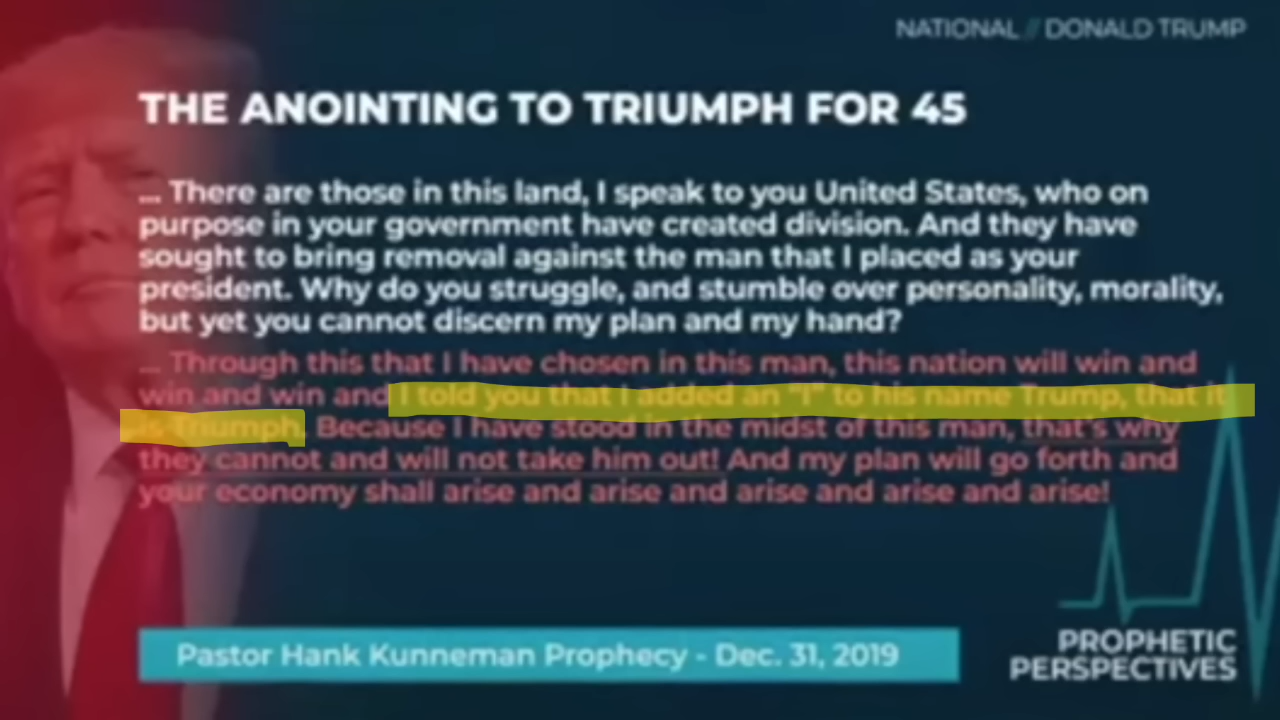 NATIONAL // DONALD TRUMP
THE ANOINTING TO TRIUMPH FOR 45
... There are those in this land, I speak to you United States, who on
purpose in your government have created division. And they have
sought to bring removal against the man that I placed as your
president. Why do you struggle, and stumble over personality, morality,
but yet you cannot discern my plan and my hand?
... Through this that I have chosen in this man, this nation will win and
win and win and I told you that I added an "I" to his name Trump, that it
is Triumph. Because I have stood in the midst of this man, that's why
they cannot and will not take him out! And my plan will go forth and
your economy shall arise and arise and arise and arise and arise!
Pastor Hank Kunneman Prophecy - Dec. 31, 2019
PROPHETIC
PERSPECTIVES